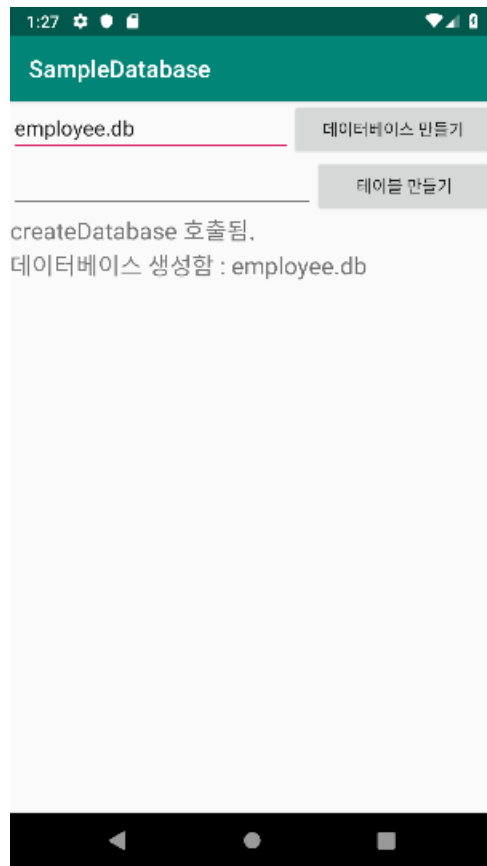 1:27
SampleDatabase
employee.db
데이터베이스 만들기
테이블 만들기
createDatabase 호출됨.
데이터베이스 생성함 : employee.db